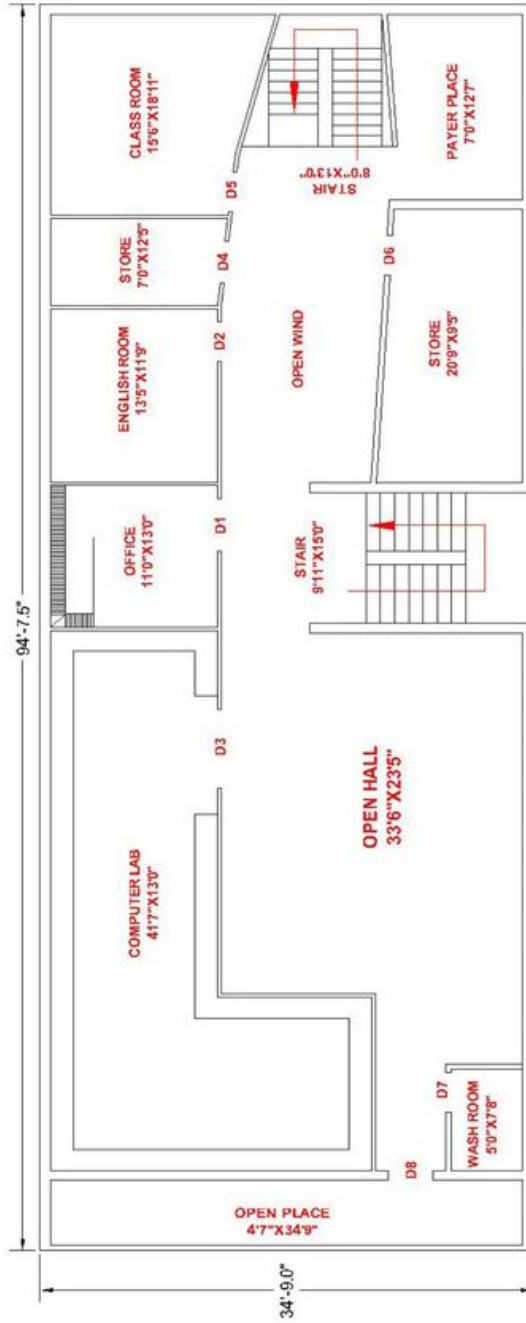 94'-7.5"
34'-9.0"
OPEN PLACE
4'7"X34'9"
COMPUTER LAB
41'7"X13'0"
OFFICE
11'0"X13'0"
ENGLISH ROOM
13'5"X11'9"
STORE
7'0"X12'5"
CLASS ROOM
15'6"X18'11"
D3
D1
D2
D4
D5
OPEN HALL
33'6"X23'5"
STAIR
9'11"X15'0"
OPEN WIND
STAIR
8'0"X13'0"
D8
D7
D6
WASH ROOM
5'0"X7'8"
STORE
20'9"X9'5"
PAYER PLACE
7'0"X12'7"